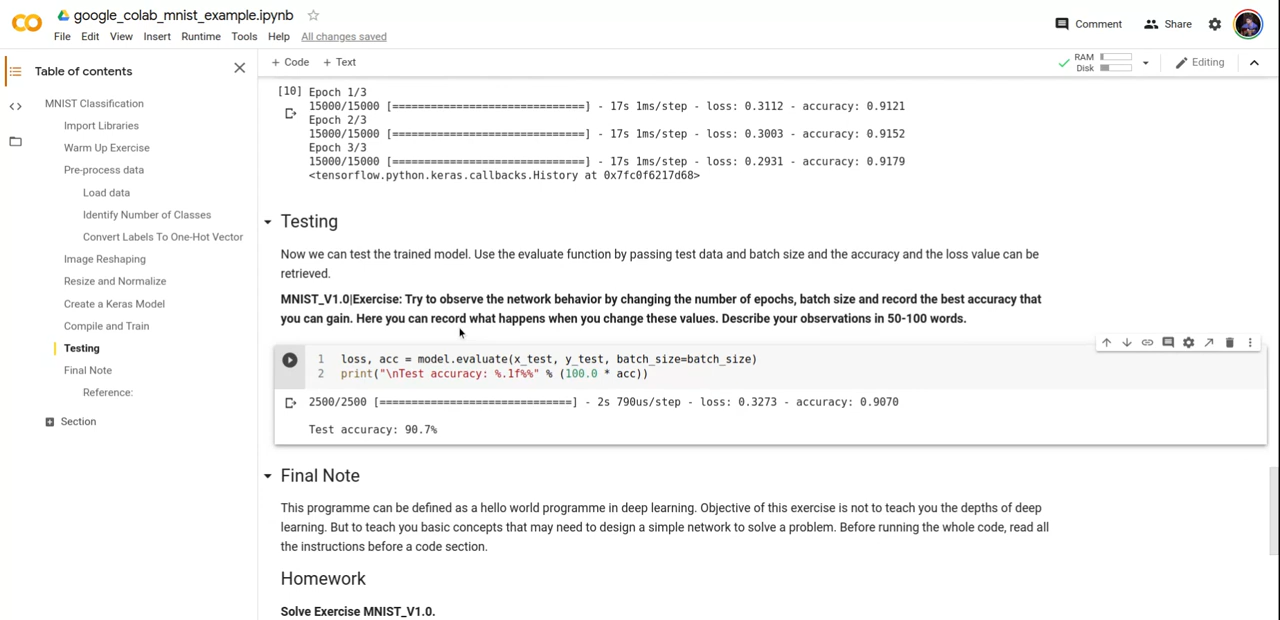 google_colab_mnist_example.ipynb
File Edit View Insert Runtime Tools Help All changes saved
Comment Share
Table of contents
+ Code + Text
RAM
Disk
Editing
MNIST Classification
Import Libraries
Warm Up Exercise
Pre-process data
Load data
Identify Number of Classes
Convert Labels To One-Hot Vector
Image Reshaping
Resize and Normalize
Create a Keras Model
Compile and Train
Testing
Final Note
Reference:
Section
[10] Epoch 1/3
15000/15000 [==============================] - 17s 1ms/step - loss: 0.3112 - accuracy: 0.9121
Epoch 2/3
15000/15000 [==============================] - 17s 1ms/step - loss: 0.3003 - accuracy: 0.9152
Epoch 3/3
15000/15000 [==============================] - 17s 1ms/step - loss: 0.2931 - accuracy: 0.9179
<tensorflow.python.keras.callbacks.History at 0x7fc0f6217d68>
Testing
Now we can test the trained model. Use the evaluate function by passing test data and batch size and the accuracy and the loss value can be
retrieved.
MNIST_V1.0|Exercise: Try to observe the network behavior by changing the number of epochs, batch size and record the best accuracy that
you can gain. Here you can record what happens when you change these values. Describe your observations in 50-100 words.
1 loss, acc = model.evaluate(x_test, y_test, batch_size=batch_size)
2 print("\nTest accuracy: %.1f%%" % (100.0 * acc))
2500/2500 [==============================] - 2s 790us/step - loss: 0.3273 - accuracy: 0.9070
Test accuracy: 90.7%
Final Note
This programme can be defined as a hello world programme in deep learning. Objective of this exercise is not to teach you the depths of deep
learning. But to teach you basic concepts that may need to design a simple network to solve a problem. Before running the whole code, read all
the instructions before a code section.
Homework
Solve Exercise MNIST_V1.0.